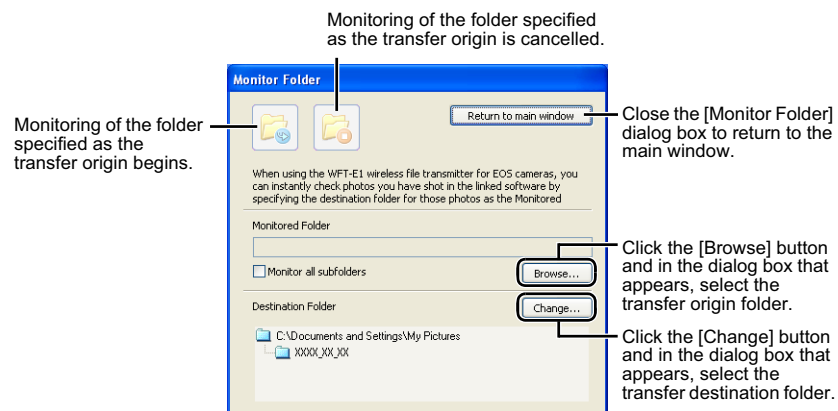 Monitoring of the folder specified
as the transfer origin is cancelled.
Monitor Folder
Monitoring of the folder
specified as the
transfer origin begins.
Return to main window
Close the [Monitor Folder]
dialog box to return to the
main window.
When using the WFT-E1 wireless file transmitter for EOS cameras, you
can instantly check photos you have shot in the linked software by
specifying the destination folder for those photos as the Monitored
Monitored Folder
Monitor all subfolders
Browse...
Click the [Browse] button
and in the dialog box that
appears, select the
transfer origin folder.
Destination Folder
Change...
C:\Documents and Settings\My Pictures
XXXX_XX_XX
Click the [Change] button
and in the dialog box that
appears, select the
transfer destination folder.